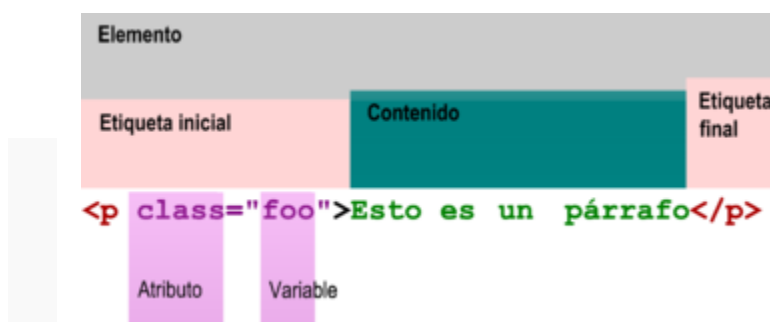 Elemento
Etiqueta inicial
Contenido
Etiqueta
final
<p class="foo">Esto es un párrafo</p>
Atributo
Variable